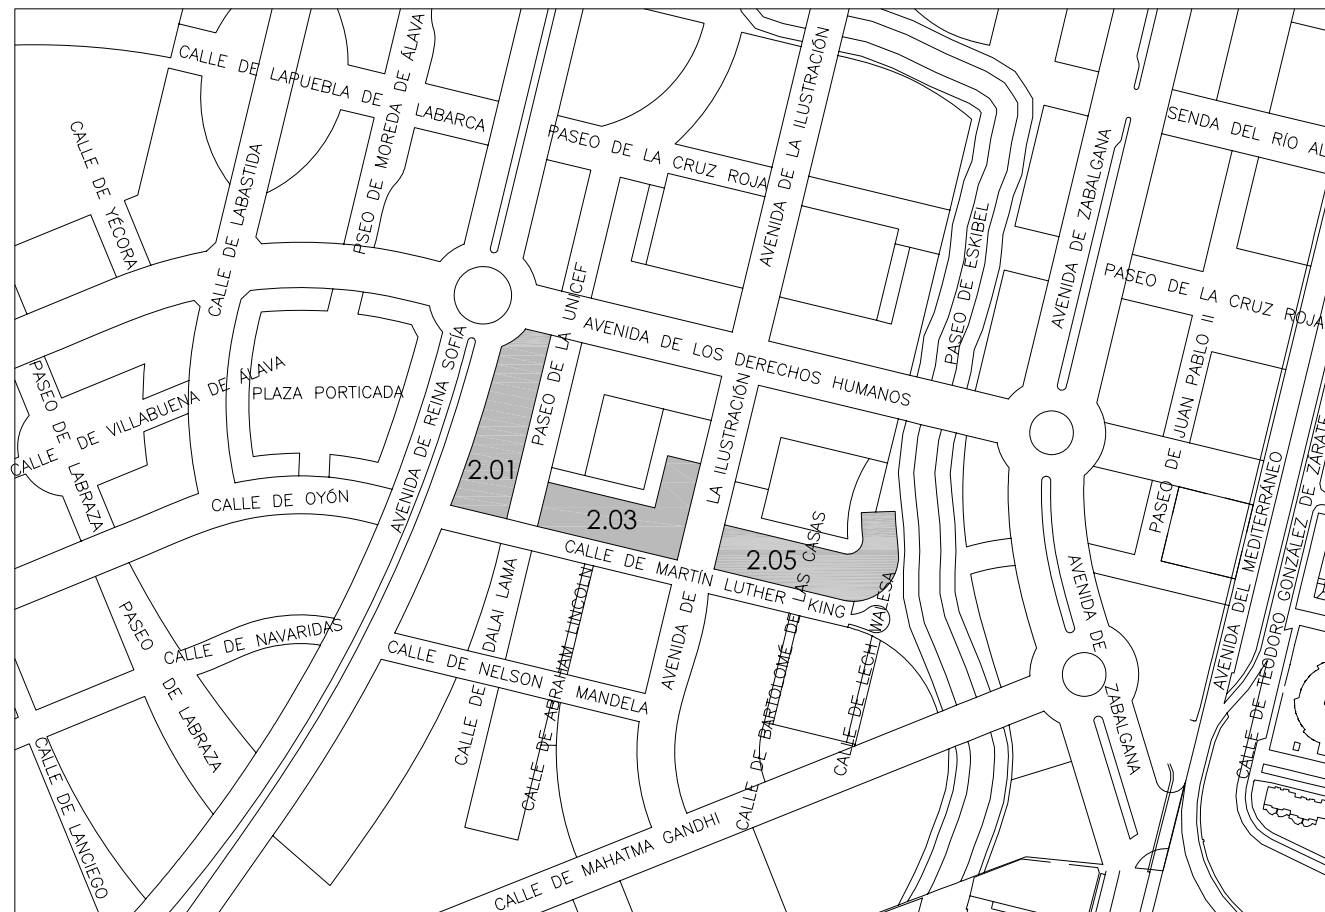 CALLE DE LAPUEBLA DE LABARCA
PSEO DE MOREDA DE ÁLAVA
CALLE DE YÉCORA
CALLE DE LABASTIDA
PASEO DE LA CRUZ ROJA
AVENIDA DE LA ILUSTRACIÓN
PASEO DE ESKIBEL
AVENIDA DE ZABALGANA
SENDA DEL RÍO AL
PASEO DE LA CRUZ ROJA
PASEO DE JUAN PABLO II
AVENIDA DEL MEDITERRÁNEO
CALLE DE TEODORO GONZÁLEZ DE ZÁRATE
PASEO DE LA UNICEF
AVENIDA DE LOS DERECHOS HUMANOS
AVENIDA DE REINA SOFÍA
PLAZA PORTICADA
CALLE DE VILLABUENA DE ÁLAVA
PASEO DE LABRAZA
CALLE DE OYÓN
2.01
2.03
2.05
AVENIDA DE LA ILUSTRACIÓN
CALLE DE MARTÍN LUTHER KING
CALLE DE DALAI LAMA
CALLE DE ABRAHAM LINCOLN
CALLE DE NELSON MANDELA
CALLE DE BARTOLOMÉ DE LAS CASAS
CALLE DE LECH WALESA
AVENIDA DE ZABALGANA
PASEO DE LABRAZA
CALLE DE NAVARIDAS
CALLE DE LANCIEGO
CALLE DE MAHATMA GANDHI